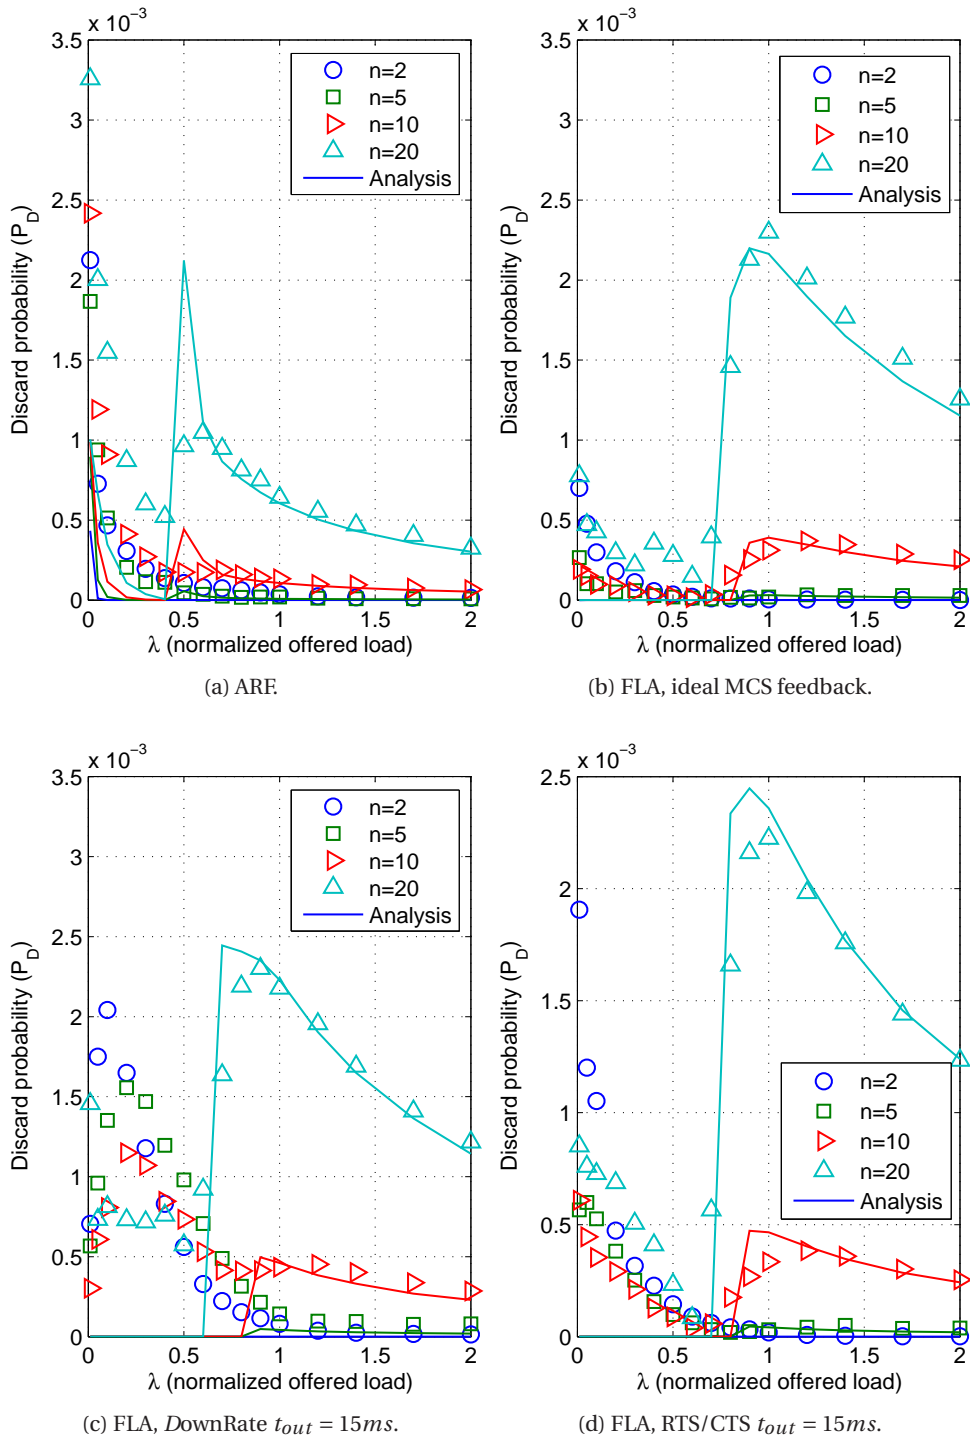 x 10⁻³
3.5
3
2.5
2
1.5
1
0.5
0
Discard probability (P_D)
n=2
n=5
n=10
n=20
Analysis
0 0.5 1 1.5 2
λ (normalized offered load)
(a) ARF.
x 10⁻³
3.5
3
2.5
2
1.5
1
0.5
0
Discard probability (P_D)
n=2
n=5
n=10
n=20
Analysis
0 0.5 1 1.5 2
λ (normalized offered load)
(b) FLA, ideal MCS feedback.
x 10⁻³
3.5
3
2.5
2
1.5
1
0.5
0
Discard probability (P_D)
n=2
n=5
n=10
n=20
Analysis
0 0.5 1 1.5 2
λ (normalized offered load)
(c) FLA, DownRate t_out = 15ms.
x 10⁻³
2.5
2
1.5
1
0.5
0
Discard probability (P_D)
n=2
n=5
n=10
n=20
Analysis
0 0.5 1 1.5 2
λ (normalized offered load)
(d) FLA, RTS/CTS t_out = 15ms.